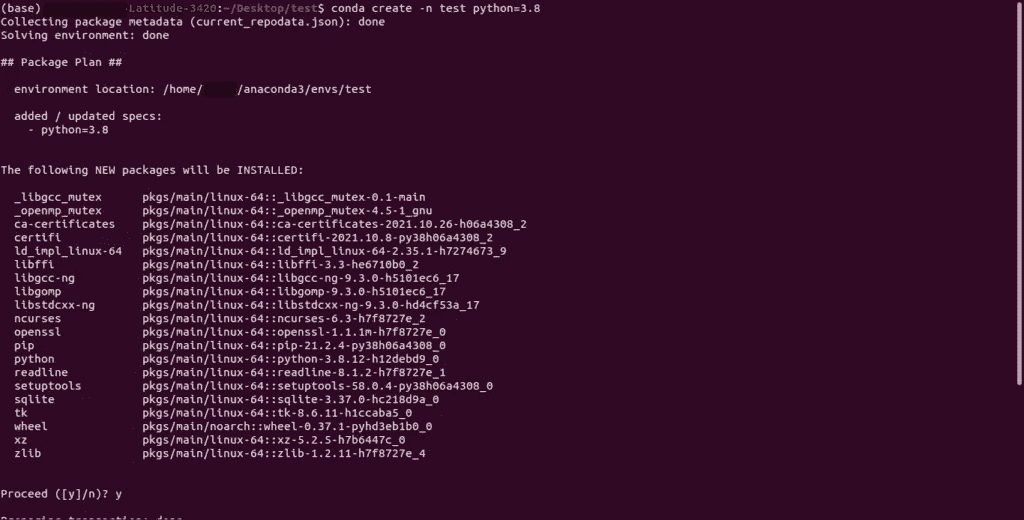 (base) Latitude-3420:~/Desktop/test$ conda create -n test python=3.8
Collecting package metadata (current_repodata.json): done
Solving environment: done
## Package Plan ##
environment location: /home/ /anaconda3/envs/test
added / updated specs:
- python=3.8
The following NEW packages will be INSTALLED:
_libgcc_mutex pkgs/main/linux-64::_libgcc_mutex-0.1-main
_openmp_mutex pkgs/main/linux-64::_openmp_mutex-4.5-1_gnu
ca-certificates pkgs/main/linux-64::ca-certificates-2021.10.26-h06a4308_2
certifi pkgs/main/linux-64::certifi-2021.10.8-py38h06a4308_2
ld_impl_linux-64 pkgs/main/linux-64::ld_impl_linux-64-2.35.1-h7274673_9
libffi pkgs/main/linux-64::libffi-3.3-he6710b0_2
libgcc-ng pkgs/main/linux-64::libgcc-ng-9.3.0-h5101ec6_17
libgomp pkgs/main/linux-64::libgomp-9.3.0-h5101ec6_17
libstdcxx-ng pkgs/main/linux-64::libstdcxx-ng-9.3.0-hd4cf53a_17
ncurses pkgs/main/linux-64::ncurses-6.3-h7f8727e_2
openssl pkgs/main/linux-64::openssl-1.1.1m-h7f8727e_0
pip pkgs/main/linux-64::pip-21.2.4-py38h06a4308_0
python pkgs/main/linux-64::python-3.8.12-h12debd9_0
readline pkgs/main/linux-64::readline-8.1.2-h7f8727e_1
setuptools pkgs/main/linux-64::setuptools-58.0.4-py38h06a4308_0
sqlite pkgs/main/linux-64::sqlite-3.37.0-hc218d9a_0
tk pkgs/main/linux-64::tk-8.6.11-h1ccaba5_0
wheel pkgs/main/noarch::wheel-0.37.1-pyhd3eb1b0_0
xz pkgs/main/linux-64::xz-5.2.5-h7b6447c_0
zlib pkgs/main/linux-64::zlib-1.2.11-h7f8727e_4
Proceed ([y]/n)? y